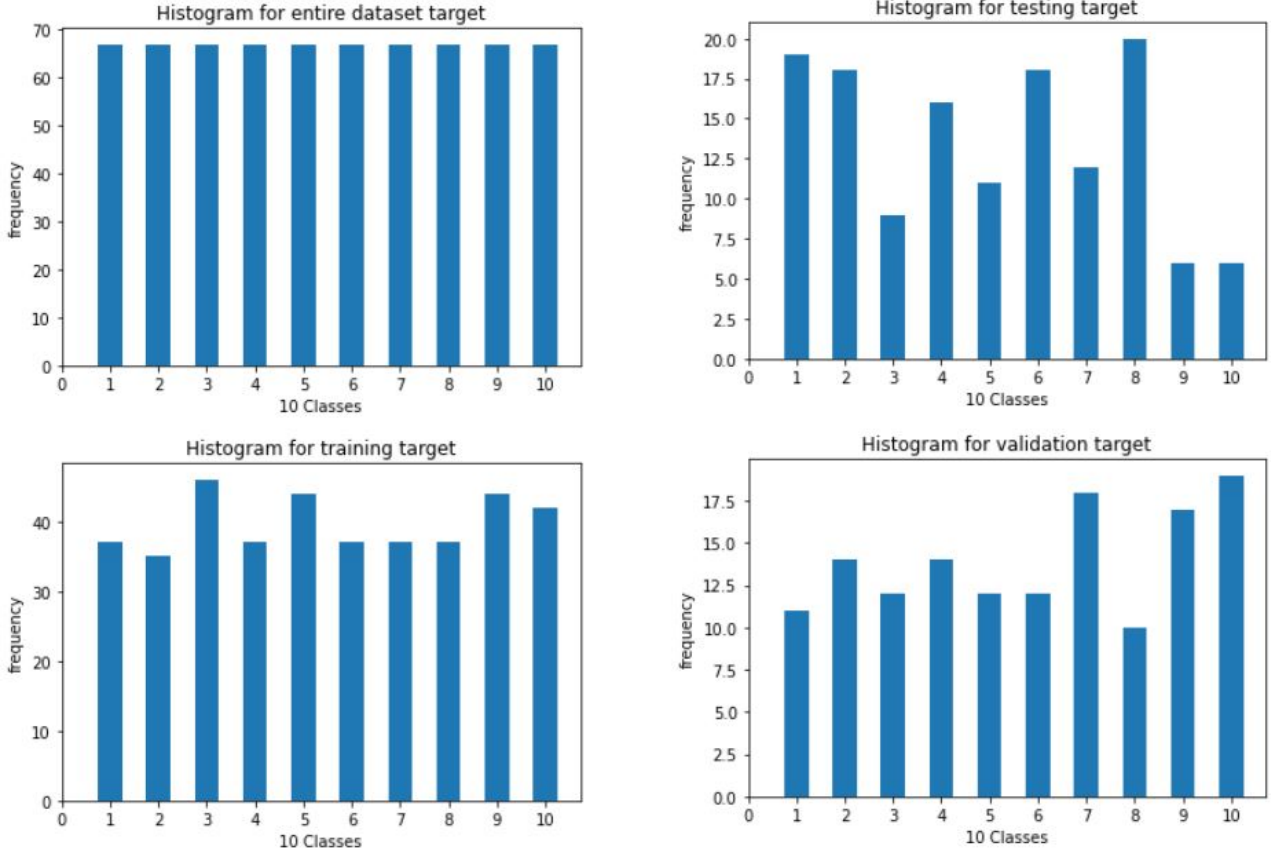 Histogram for entire dataset target
70
60
50
40
30
20
10
0
frequency
0 1 2 3 4 5 6 7 8 9 10
10 Classes
Histogram for testing target
20.0
17.5
15.0
12.5
10.0
7.5
5.0
2.5
0.0
frequency
0 1 2 3 4 5 6 7 8 9 10
10 Classes
Histogram for training target
40
30
20
10
0
frequency
0 1 2 3 4 5 6 7 8 9 10
10 Classes
Histogram for validation target
17.5
15.0
12.5
10.0
7.5
5.0
2.5
0.0
frequency
0 1 2 3 4 5 6 7 8 9 10
10 Classes